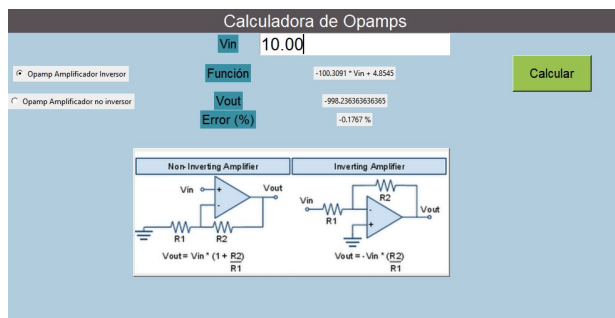 Calculadora de Opamps
Vin 10.00
Opamp Amplificador Inversor
Función -100.3091 * Vin + 4.8545
Calcular
Opamp Amplificador no inversor
Vout -998.236363636365
Error (%) -0.1767 %
Non-Inverting Amplifier
Inverting Amplifier
Vin
+
-
Vout
R1
R2
Vout = Vin * (1 + R2)
R1
Vin
R1
R2
-
+
Vout
Vout = - Vin * (R2)
R1